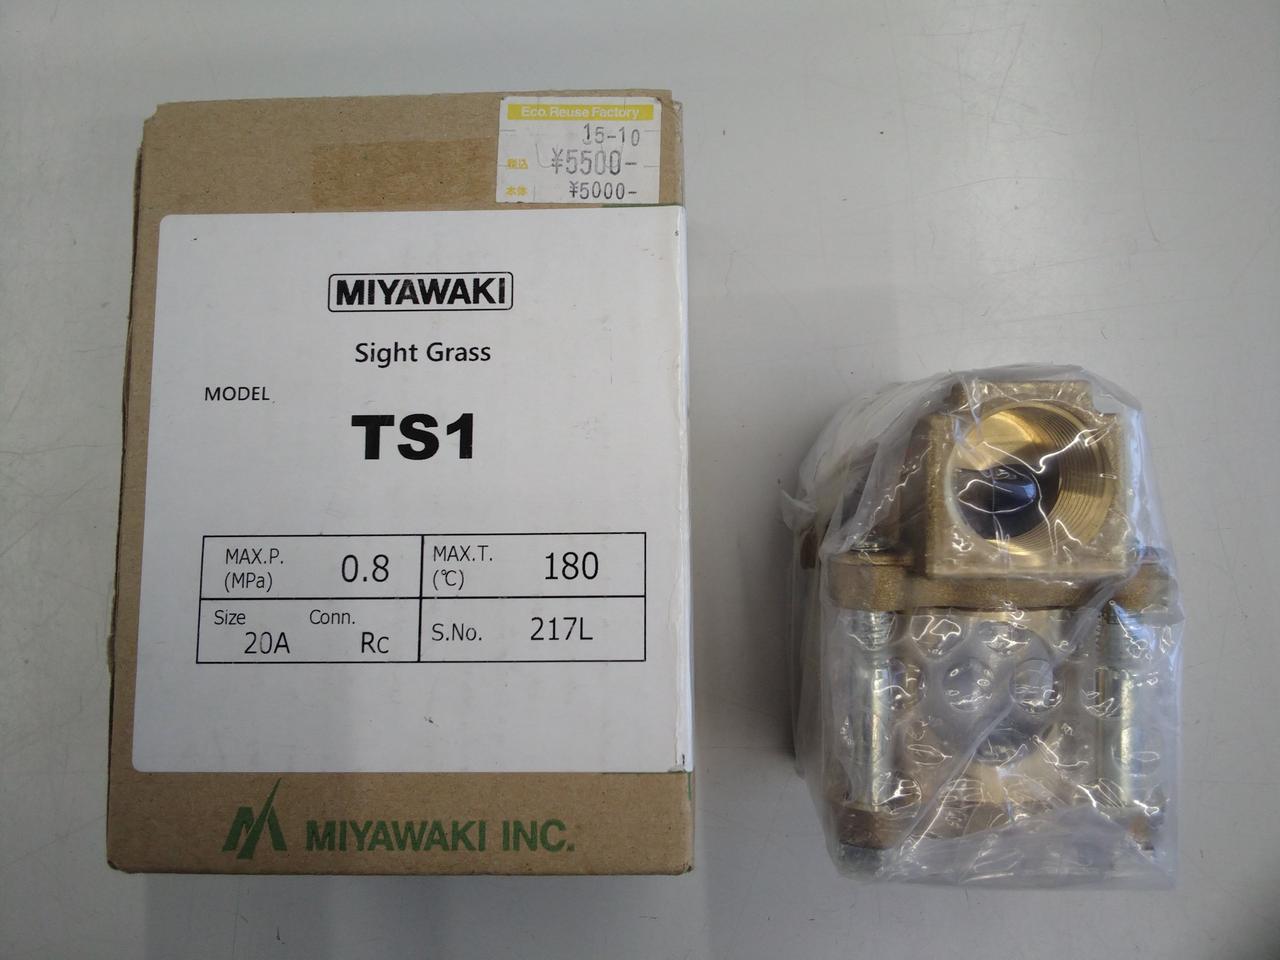 Eco.Reuse Factory
15-10
税込 ¥5500-
本体 ¥5000-
MIYAWAKI
Sight Grass
MODEL
TS1
MAX.P. (MPa) 0.8
MAX.T. (℃) 180
Size 20A Conn. Rc
S.No. 217L
MIYAWAKI INC.